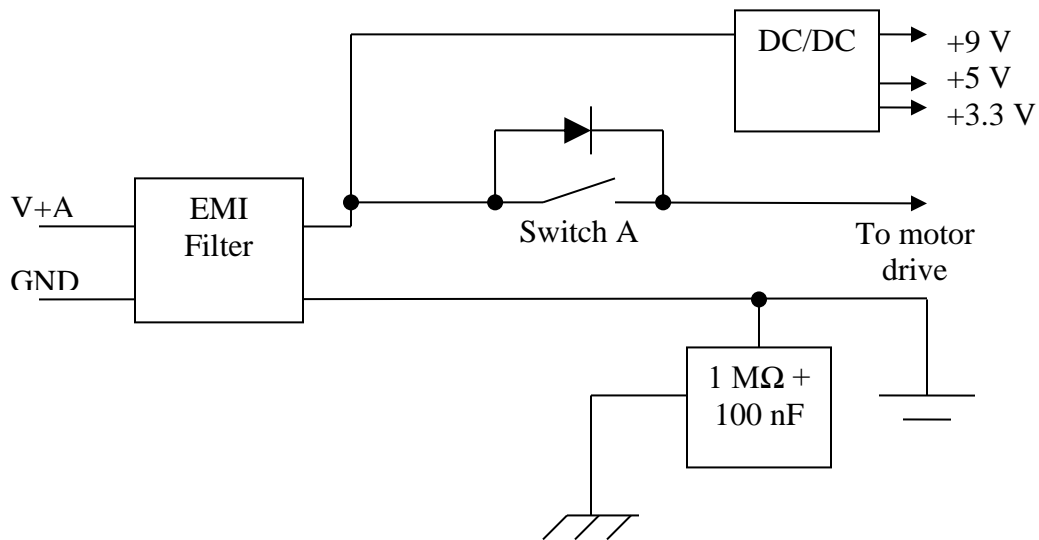 DC/DC
+9 V
+5 V
+3.3 V
V+A
EMI
Filter
Switch A
To motor
drive
GND
1 MΩ +
100 nF